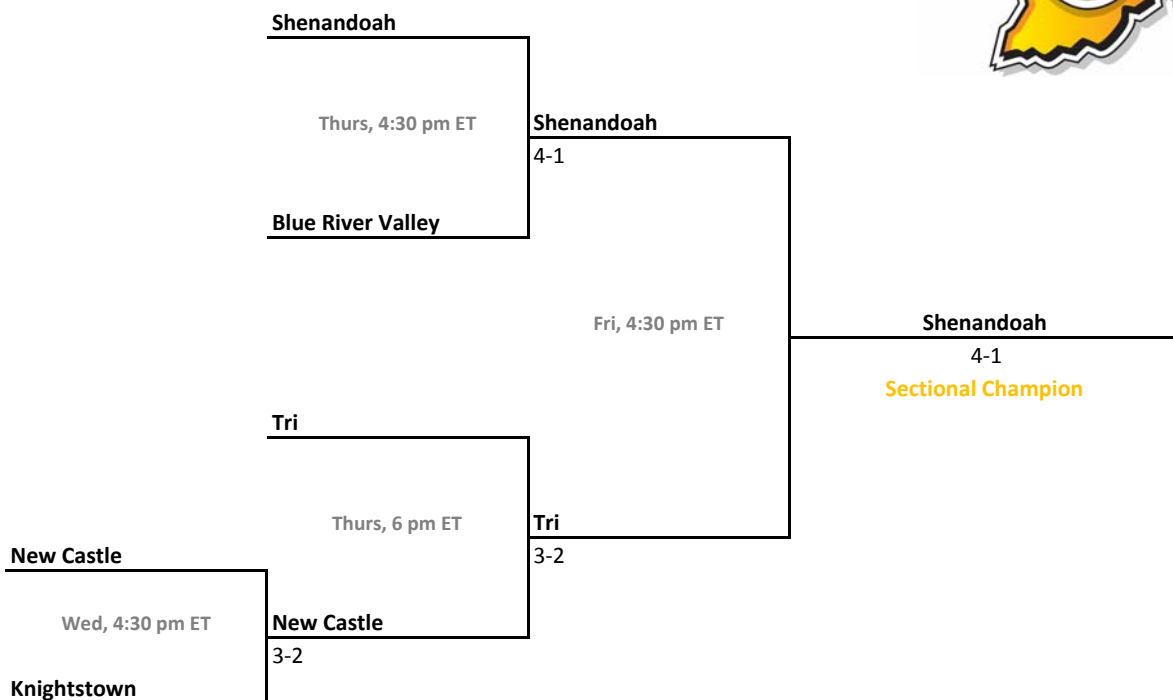 Shenandoah
Thurs, 4:30 pm ET
Shenandoah
4-1
Blue River Valley
Fri, 4:30 pm ET
Shenandoah
4-1
Sectional Champion
Tri
Thurs, 6 pm ET
Tri
3-2
New Castle
Wed, 4:30 pm ET
New Castle
3-2
Knightstown